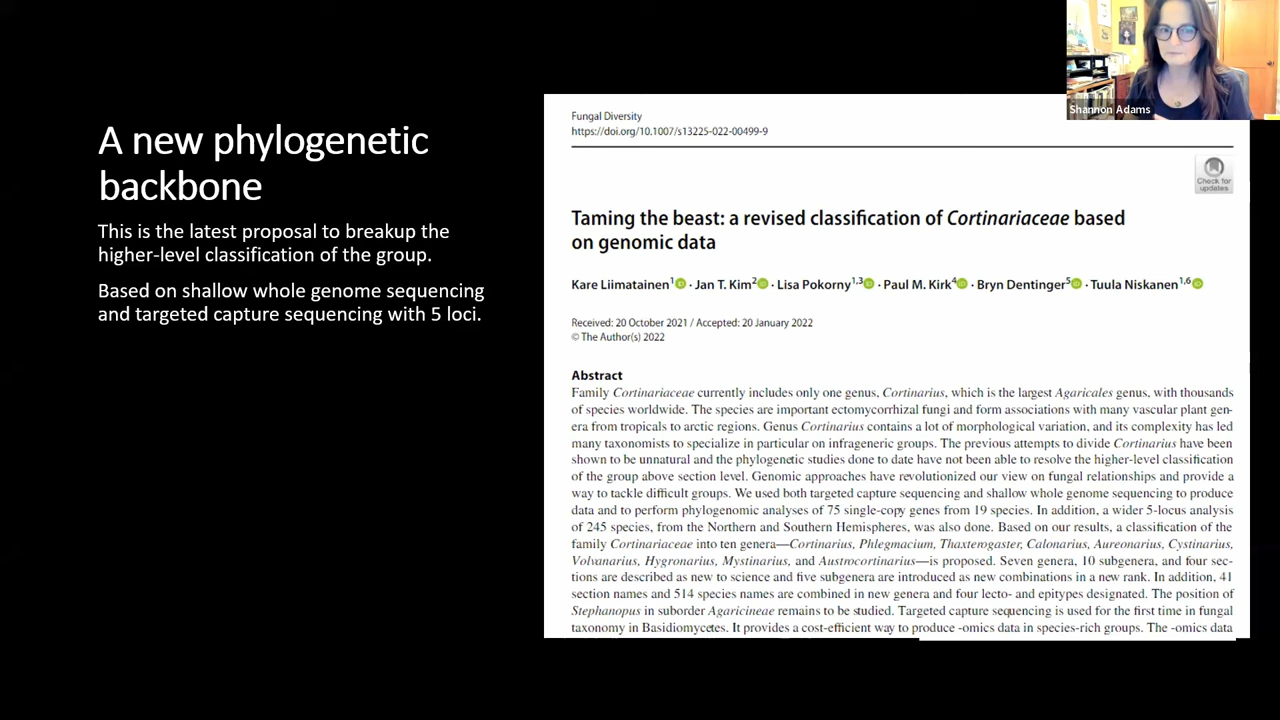 Shannon Adams
A new phylogenetic
backbone
This is the latest proposal to breakup the
higher-level classification of the group.
Based on shallow whole genome sequencing
and targeted capture sequencing with 5 loci.
Fungal Diversity
https://doi.org/10.1007/s13225-022-00499-9
Check for
updates
Taming the beast: a revised classification of Cortinariaceae based
on genomic data
Kare Liimatainen1 · Jan T. Kim2 · Lisa Pokorny1,3 · Paul M. Kirk4 · Bryn Dentinger5 · Tuula Niskanen1,6
Received: 20 October 2021 / Accepted: 20 January 2022
© The Author(s) 2022
Abstract
Family Cortinariaceae currently includes only one genus, Cortinarius, which is the largest Agaricales genus, with thousands
of species worldwide. The species are important ectomycorrhizal fungi and form associations with many vascular plant gen-
era from tropicals to arctic regions. Genus Cortinarius contains a lot of morphological variation, and its complexity has led
many taxonomists to specialize in particular on infrageneric groups. The previous attempts to divide Cortinarius have been
shown to be unnatural and the phylogenetic studies done to date have not been able to resolve the higher-level classification
of the group above section level. Genomic approaches have revolutionized our view on fungal relationships and provide a
way to tackle difficult groups. We used both targeted capture sequencing and shallow whole genome sequencing to produce
data and to perform phylogenomic analyses of 75 single-copy genes from 19 species. In addition, a wider 5-locus analysis
of 245 species, from the Northern and Southern Hemispheres, was also done. Based on our results, a classification of the
family Cortinariaceae into ten genera—Cortinarius, Phlegmacium, Thaxterogaster, Calonarius, Aureonarius, Cystinarius,
Volvanarius, Hygronarius, Mystinarius, and Austrocortinarius—is proposed. Seven genera, 10 subgenera, and four sec-
tions are described as new to science and five subgenera are introduced as new combinations in a new rank. In addition, 41
section names and 514 species names are combined in new genera and four lecto- and epitypes designated. The position of
Stephanopus in suborder Agaricineae remains to be studied. Targeted capture sequencing is used for the first time in fungal
taxonomy in Basidiomycetes. It provides a cost-efficient way to produce -omics data in species-rich groups. The -omics data